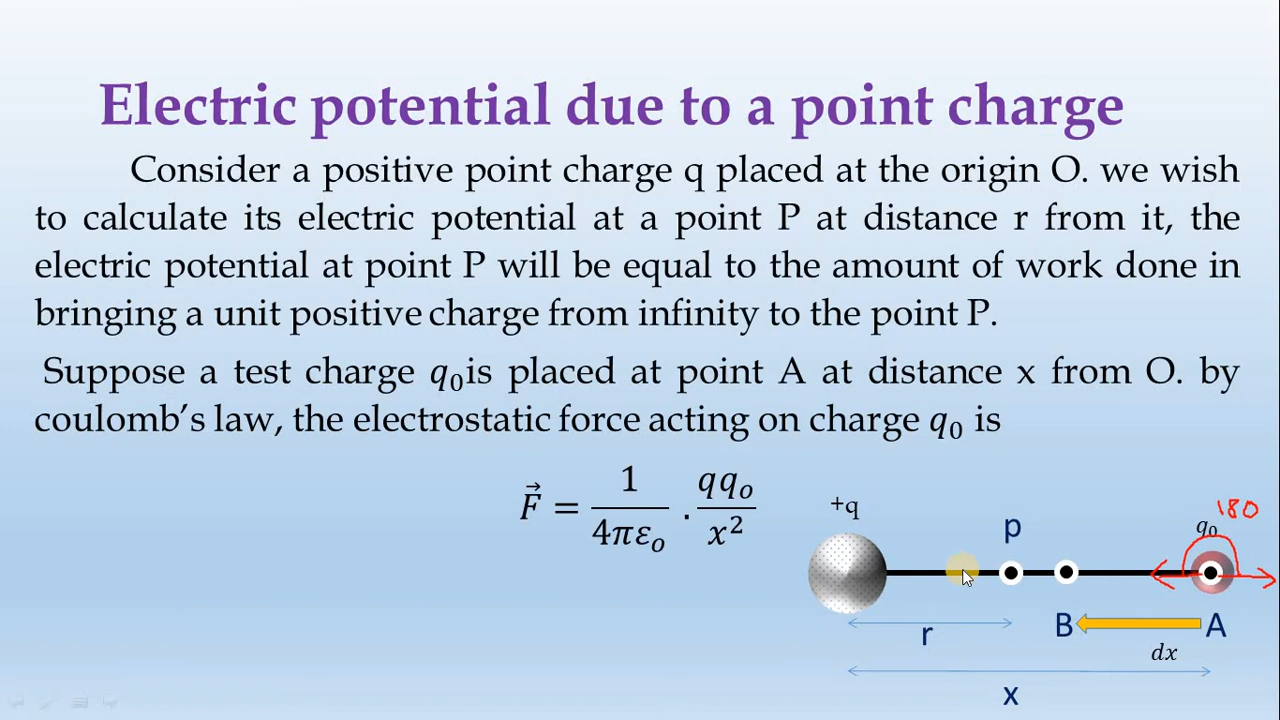 Electric potential due to a point charge
Consider a positive point charge q placed at the origin O. we wish
to calculate its electric potential at a point P at distance r from it, the
electric potential at point P will be equal to the amount of work done in
bringing a unit positive charge from infinity to the point P.
Suppose a test charge q₀is placed at point A at distance x from O. by
coulomb’s law, the electrostatic force acting on charge q₀ is
F⃗ = 1/(4πεₒ) . qqₒ/x²
+q
180
q₀
p
r
B
A
dx
x